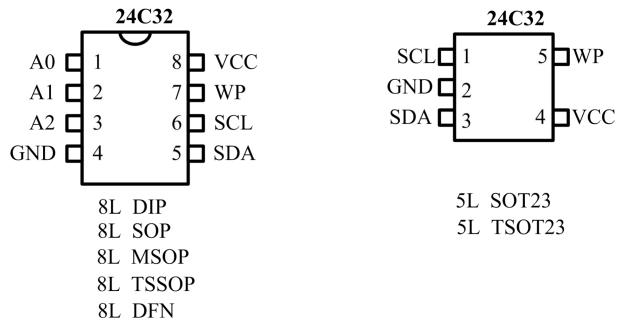 24C32
A0 1 8 VCC
A1 2 7 WP
A2 3 6 SCL
GND 4 5 SDA
8L DIP
8L SOP
8L MSOP
8L TSSOP
8L DFN
24C32
SCL 1 5 WP
GND 2
SDA 3 4 VCC
5L SOT23
5L TSOT23